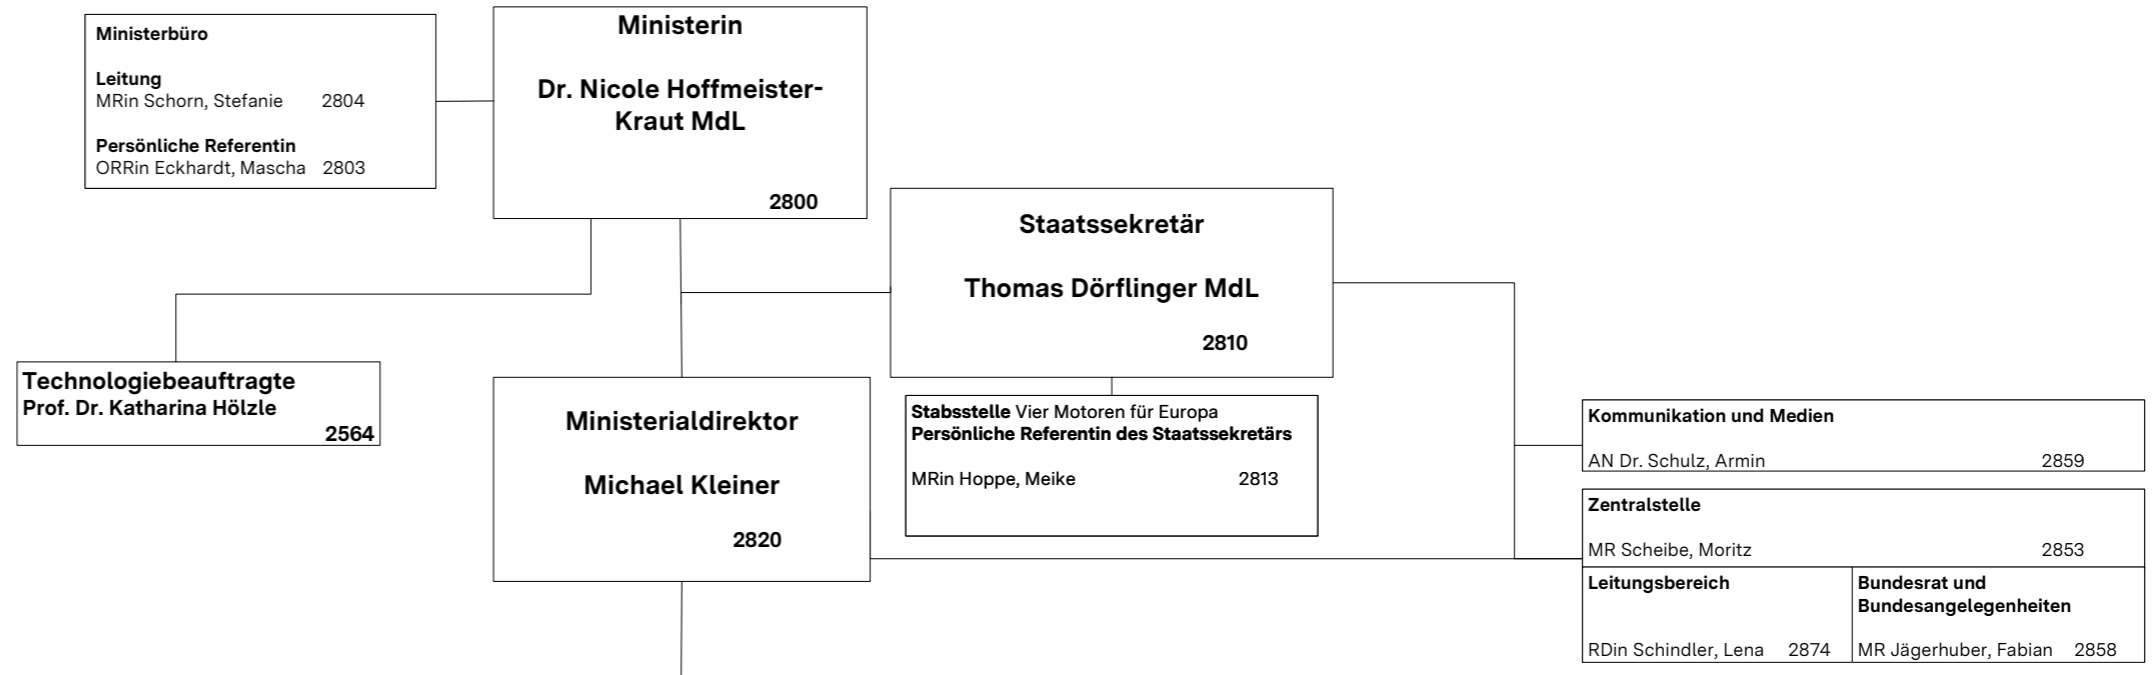 Ministerbüro
Leitung
MRin Schorn, Stefanie 2804
Persönliche Referentin
ORRin Eckhardt, Mascha 2803
Ministerin
Dr. Nicole Hoffmeister-
Kraut MdL
2800
Staatssekretär
Thomas Dörflinger MdL
2810
Technologiebeauftragte
Prof. Dr. Katharina Hölzle
2564
Ministerialdirektor
Michael Kleiner
2820
Stabsstelle Vier Motoren für Europa
Persönliche Referentin des Staatssekretärs
MRin Hoppe, Meike 2813
Kommunikation und Medien
AN Dr. Schulz, Armin 2859
Zentralstelle
MR Scheibe, Moritz 2853
Leitungsbereich
RDin Schindler, Lena 2874
Bundesrat und
Bundesangelegenheiten
MR Jägerhuber, Fabian 2858